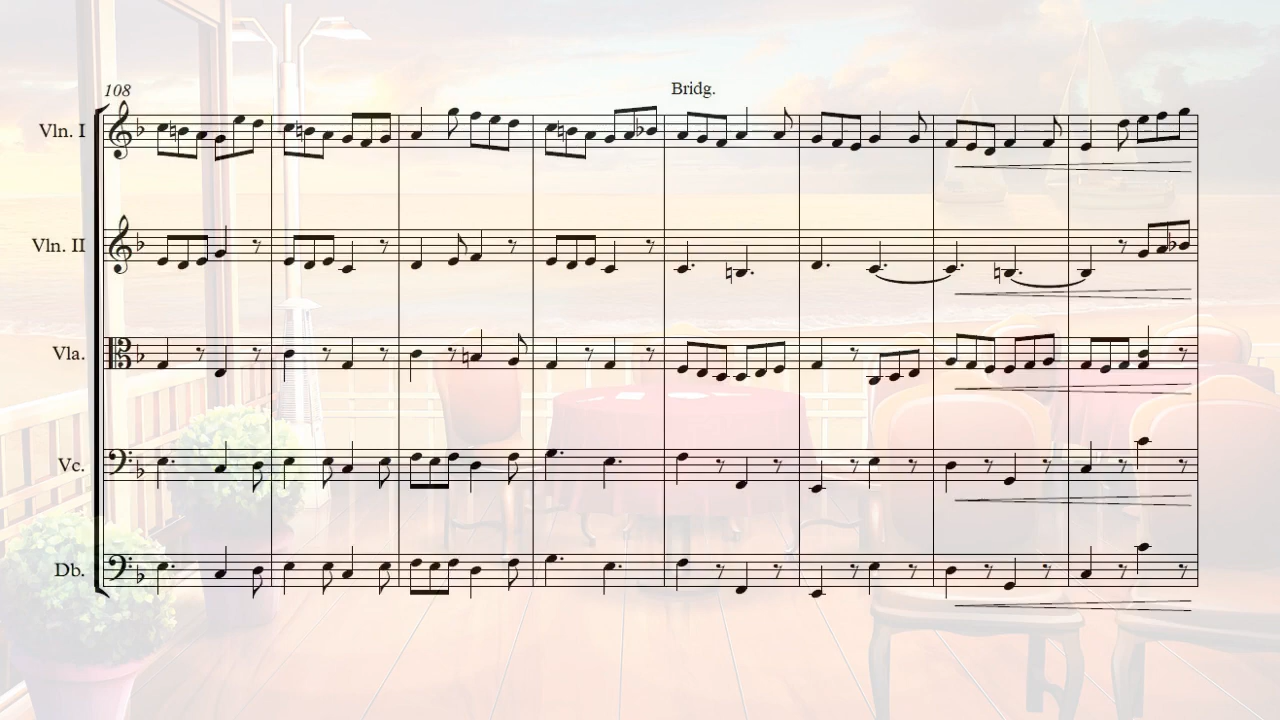 108
Bridg.
Vln. I
Vln. II
Vla.
Vc.
Db.